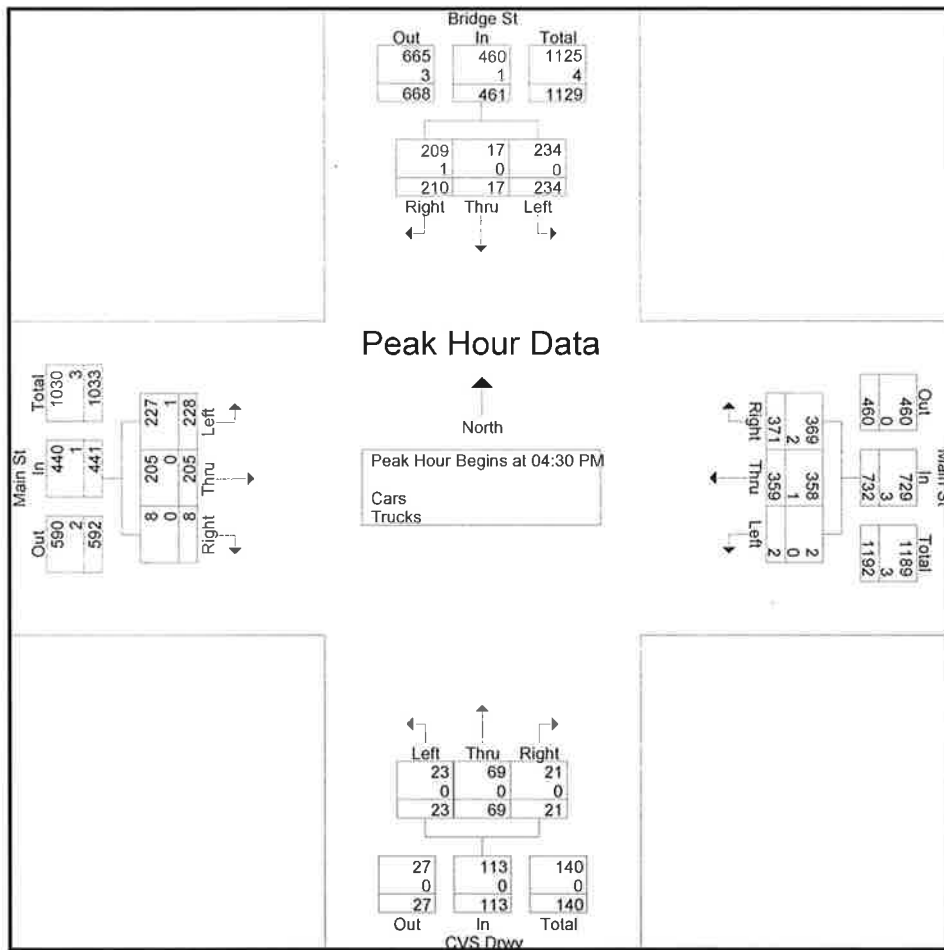 Bridge St
Out In Total
665 460 1125
3 1 4
668 461 1129
209 17 234
1 0 0
210 17 234
Right Thru Left
Peak Hour Data
North
Peak Hour Begins at 04:30 PM
Cars
Trucks
Main St
Total In Out
1030 440 590
3 1 2
1033 441 592
227 205 8
1 0 0
228 205 8
Left Thru Right
Right Thru Left
369 358 2
2 1 0
371 359 2
Out In Total
460 729 1189
0 3 3
460 732 1192
Main St
Left Thru Right
23 69 21
0 0 0
23 69 21
27 113 140
0 0 0
27 113 140
Out In Total
CVS Drwy